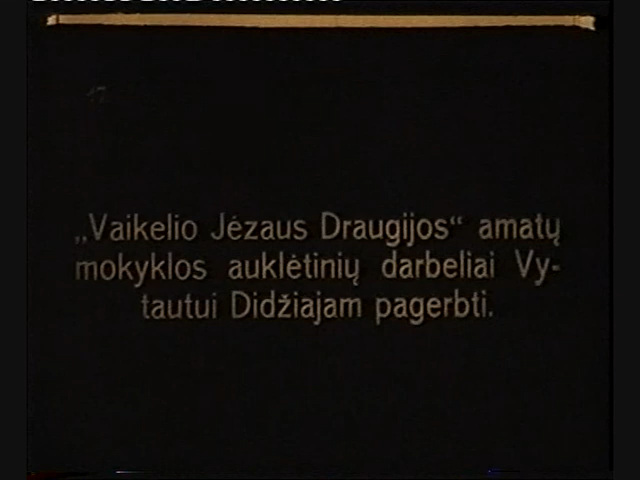 „Vaikelio Jėzaus Draugijos“ amatų
mokyklos auklėtinių darbeliai Vy-
tautui Didžiajam pagerbti.